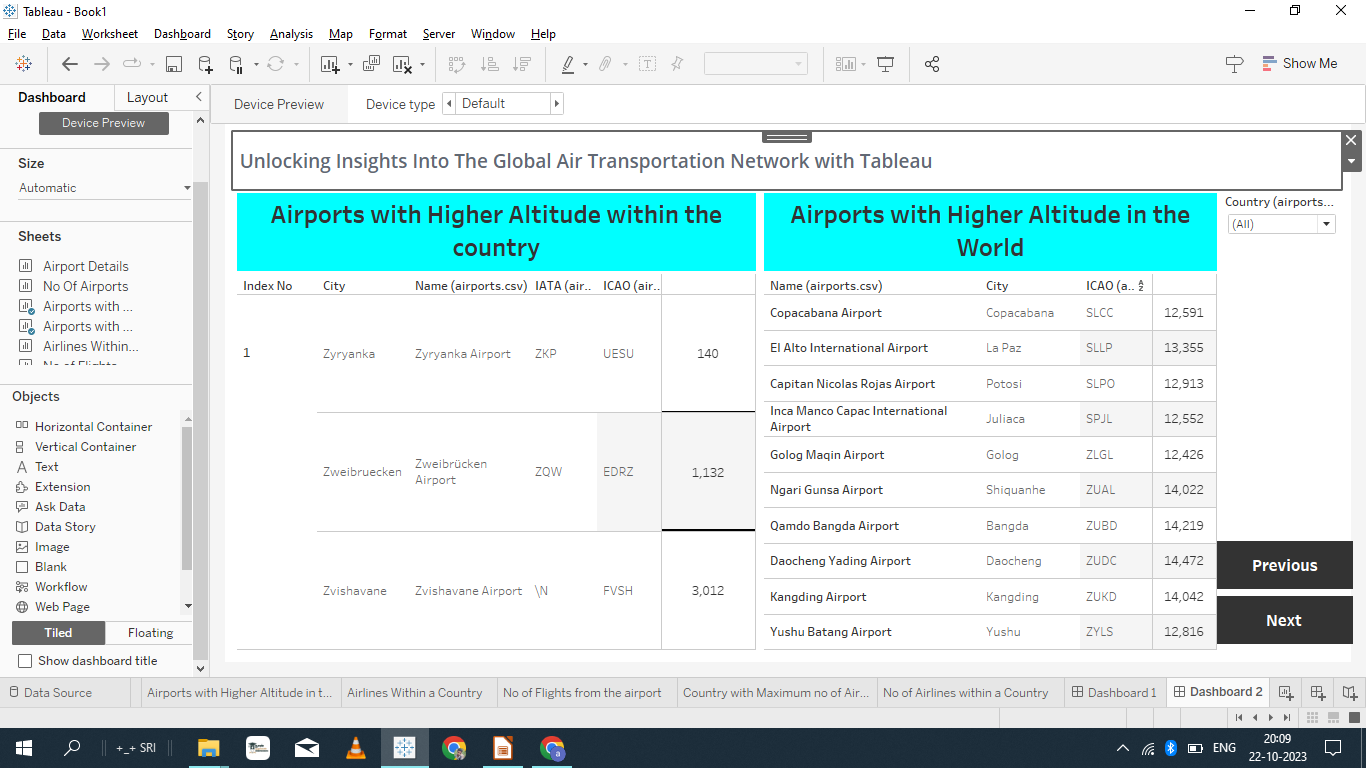 Tableau - Book1
File Data Worksheet Dashboard Story Analysis Map Format Server Window Help
Show Me
Dashboard Layout
Device Preview
Device Preview Device type Default
Size
Automatic
Sheets
Airport Details
No Of Airports
Airports with ...
Airports with ...
Airlines Within...
No of Flights
Objects
Horizontal Container
Vertical Container
Text
Extension
Ask Data
Data Story
Image
Blank
Workflow
Web Page
Tiled Floating
Show dashboard title
Unlocking Insights Into The Global Air Transportation Network with Tableau
Airports with Higher Altitude within the
country
Index No City Name (airports.csv) IATA (air.. ICAO (air..
1 Zyryanka Zyryanka Airport ZKP UESU 140
Zweibruecken Zweibrücken
Airport ZQW EDRZ 1,132
Zvishavane Zvishavane Airport \N FVSH 3,012
Airports with Higher Altitude in the
World
Name (airports.csv) City ICAO (a..
Copacabana Airport Copacabana SLCC 12,591
El Alto International Airport La Paz SLLP 13,355
Capitan Nicolas Rojas Airport Potosi SLPO 12,913
Inca Manco Capac International
Airport Juliaca SPJL 12,552
Golog Maqin Airport Golog ZLGL 12,426
Ngari Gunsa Airport Shiquanhe ZUAL 14,022
Qamdo Bangda Airport Bangda ZUBD 14,219
Daocheng Yading Airport Daocheng ZUDC 14,472
Kangding Airport Kangding ZUKD 14,042
Yushu Batang Airport Yushu ZYLS 12,816
Country (airports...
(All)
Previous
Next
Data Source Airports with Higher Altitude in t... Airlines Within a Country No of Flights from the airport Country with Maximum no of Air... No of Airlines within a Country Dashboard 1 Dashboard 2
+_+ SRI
ENG
20:09
22-10-2023